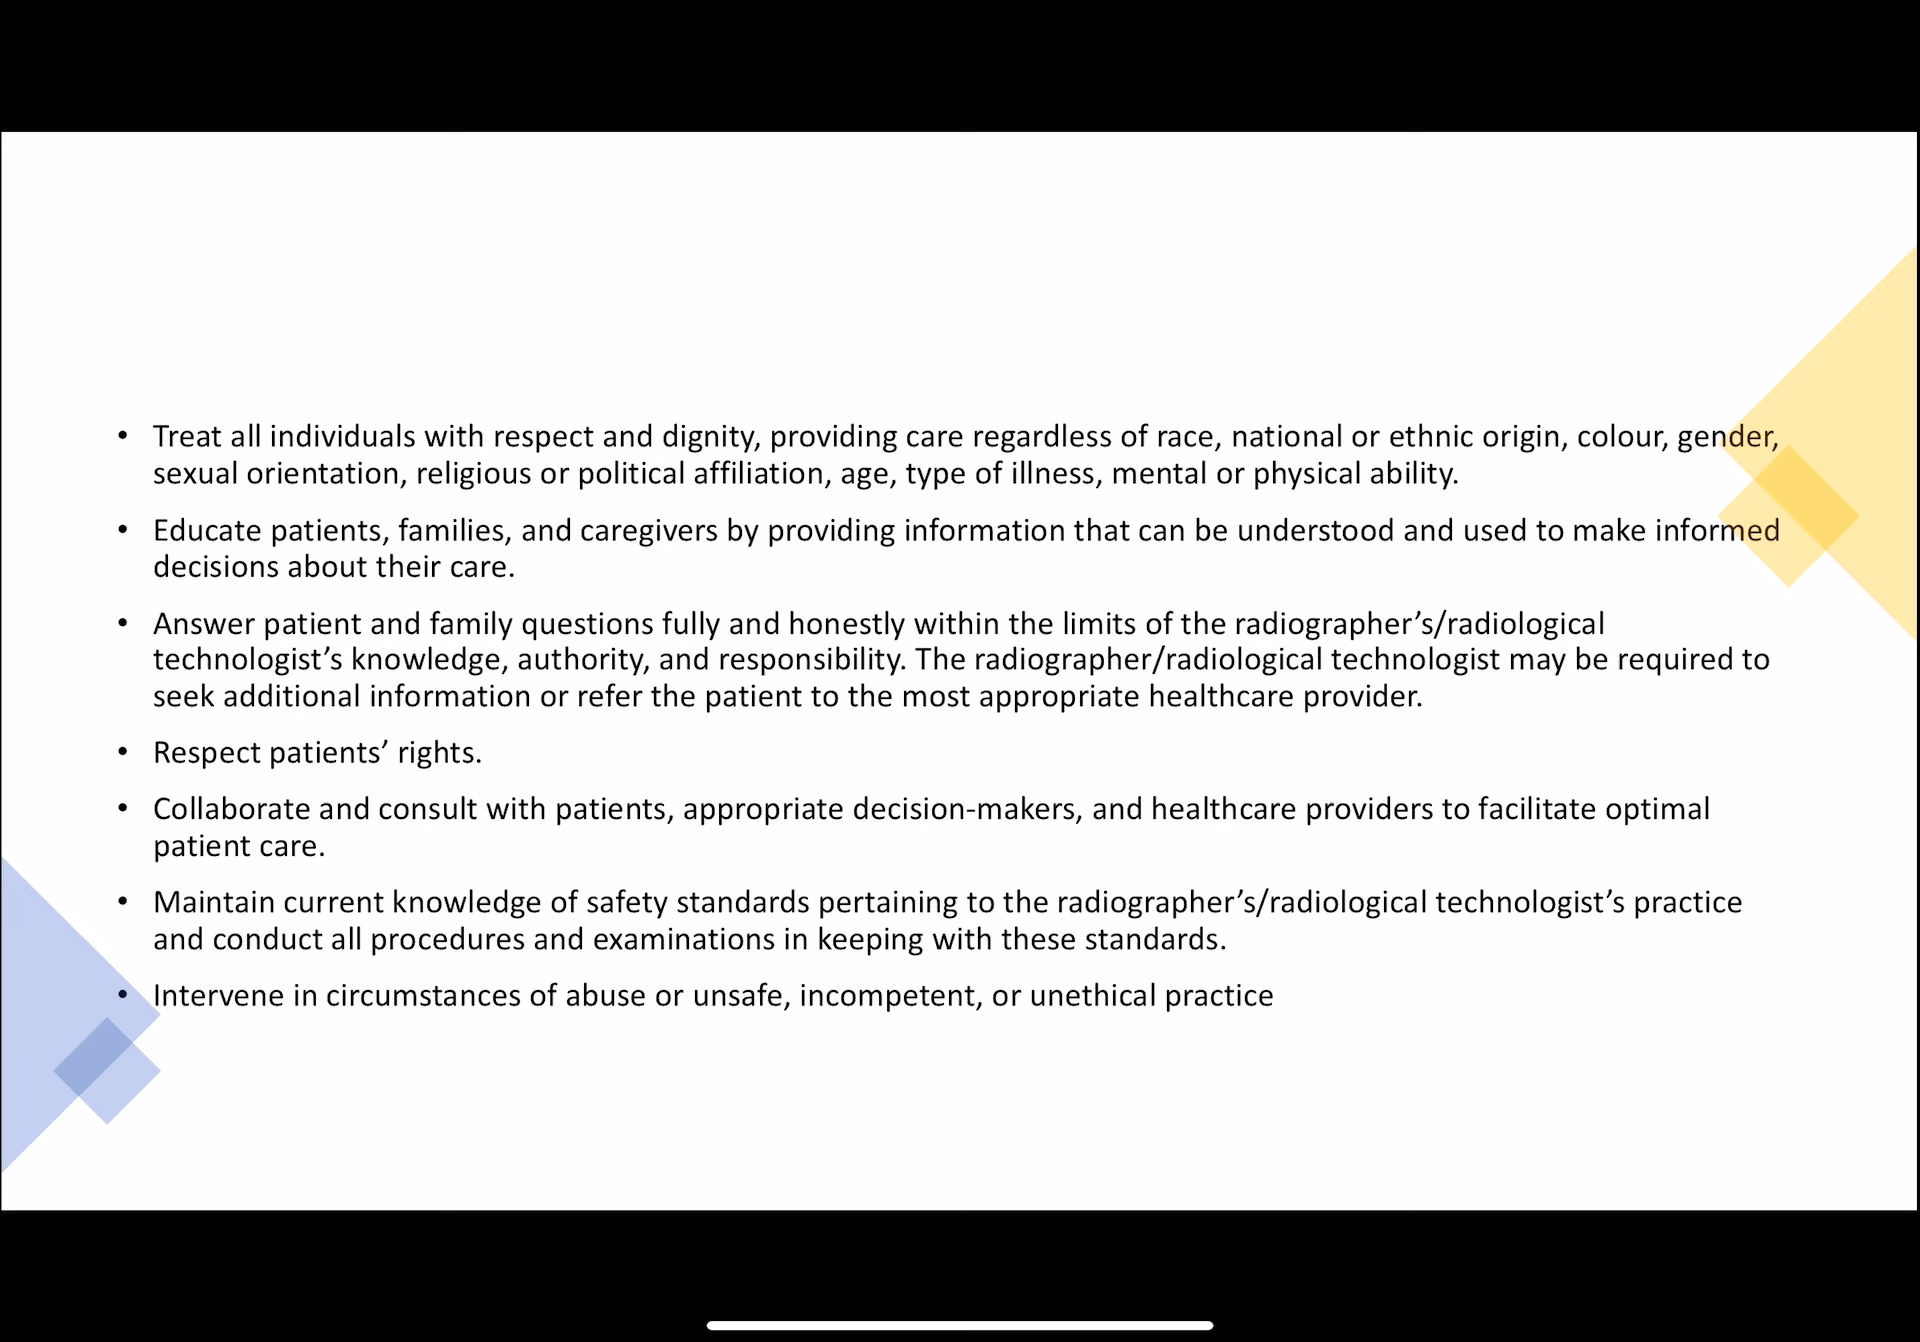 • Treat all individuals with respect and dignity, providing care regardless of race, national or ethnic origin, colour, gender,
sexual orientation, religious or political affiliation, age, type of illness, mental or physical ability.
• Educate patients, families, and caregivers by providing information that can be understood and used to make informed
decisions about their care.
• Answer patient and family questions fully and honestly within the limits of the radiographer’s/radiological
technologist’s knowledge, authority, and responsibility. The radiographer/radiological technologist may be required to
seek additional information or refer the patient to the most appropriate healthcare provider.
• Respect patients’ rights.
• Collaborate and consult with patients, appropriate decision-makers, and healthcare providers to facilitate optimal
patient care.
• Maintain current knowledge of safety standards pertaining to the radiographer’s/radiological technologist’s practice
and conduct all procedures and examinations in keeping with these standards.
• Intervene in circumstances of abuse or unsafe, incompetent, or unethical practice